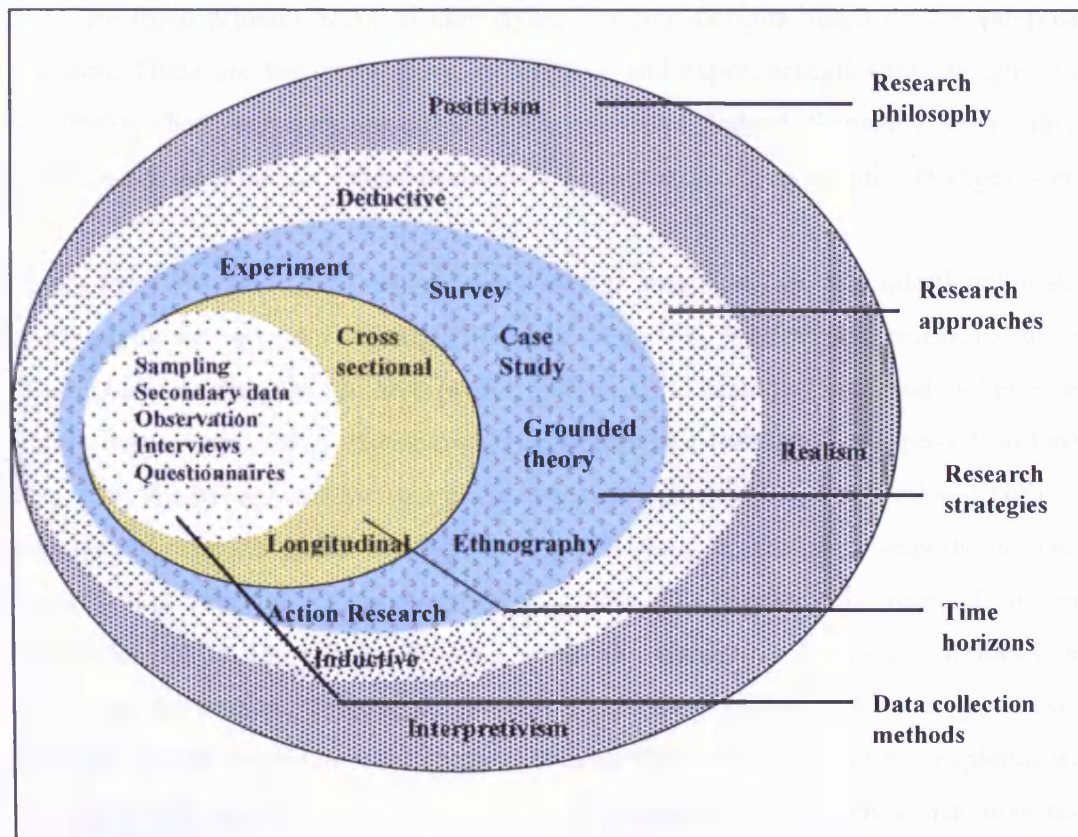 Positivism
Research
philosophy
Deductive
Experiment
Survey
Research
approaches
Cross
sectional
Case
Study
Sampling
Secondary data
Observation
Interviews
Questionnaires
Grounded
theory
Realism
Research
strategies
Longitudinal
Ethnography
Action Research
Time
horizons
Inductive
Data collection
methods
Interpretivism